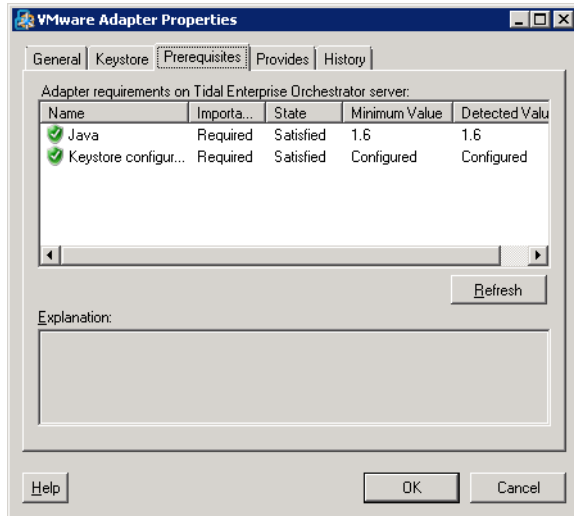 VMware Adapter Properties
General Keystore Prerequisites Provides History
Adapter requirements on Tidal Enterprise Orchestrator server:
Name Importa... State Minimum Value Detected Valu
Java Required Satisfied 1.6 1.6
Keystore configur... Required Satisfied Configured Configured
Refresh
Explanation:
Help OK Cancel